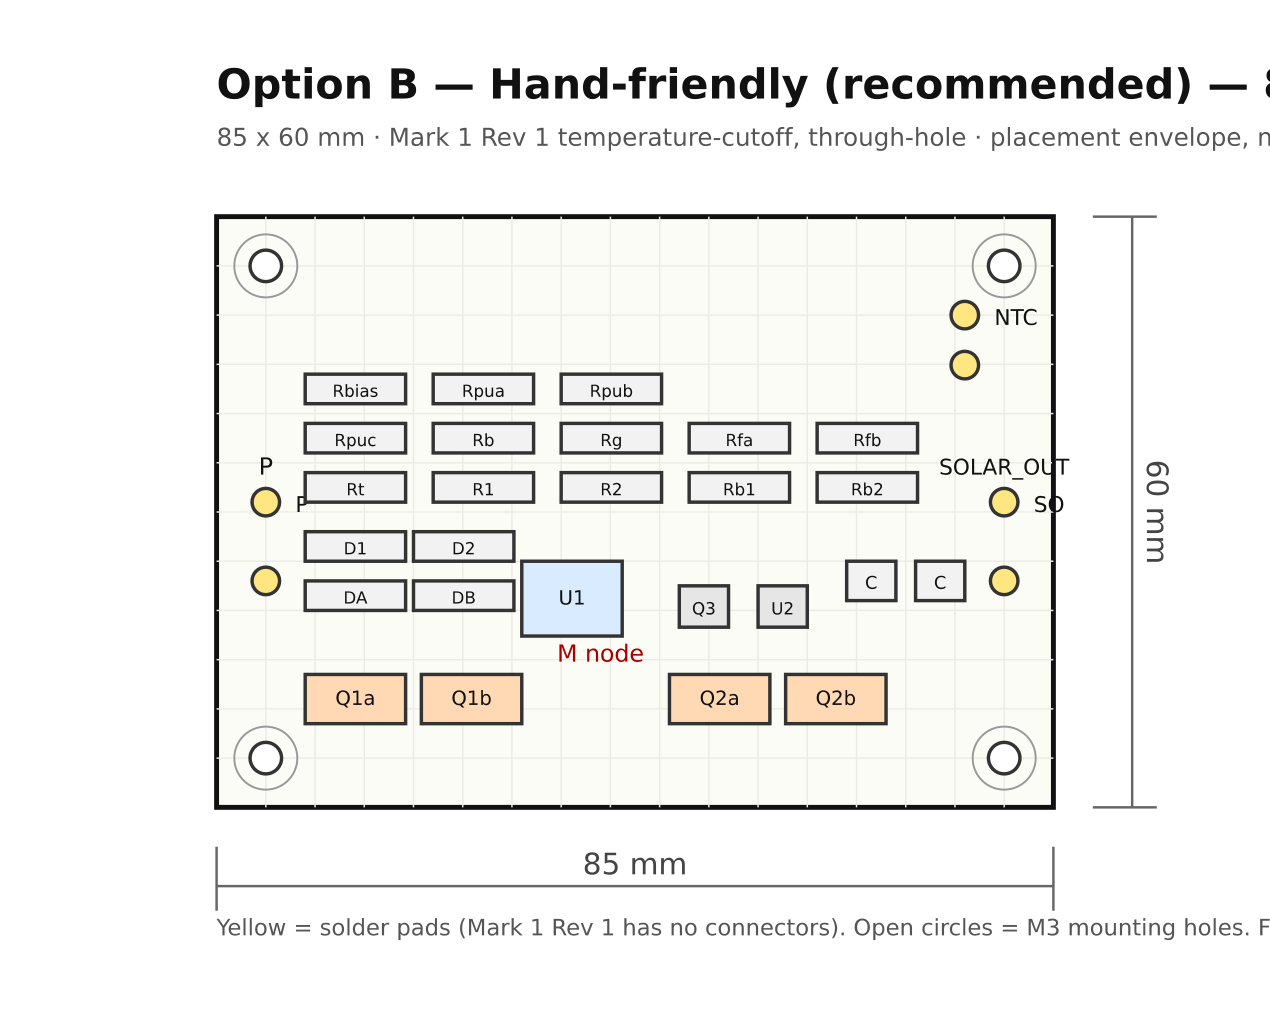 Option B — Hand-friendly (recommended) — 8
85 x 60 mm · Mark 1 Rev 1 temperature-cutoff, through-hole · placement envelope, n
NTC
Rbias Rpua Rpub
Rpuc Rb Rg Rfa Rfb
P SOLAR_OUT
Rt R1 R2 Rb1 Rb2
P SO
60 mm
D1 D2
C C
DA DB U1 Q3 U2
M node
Q1a Q1b Q2a Q2b
85 mm
Yellow = solder pads (Mark 1 Rev 1 has no connectors). Open circles = M3 mounting holes. F